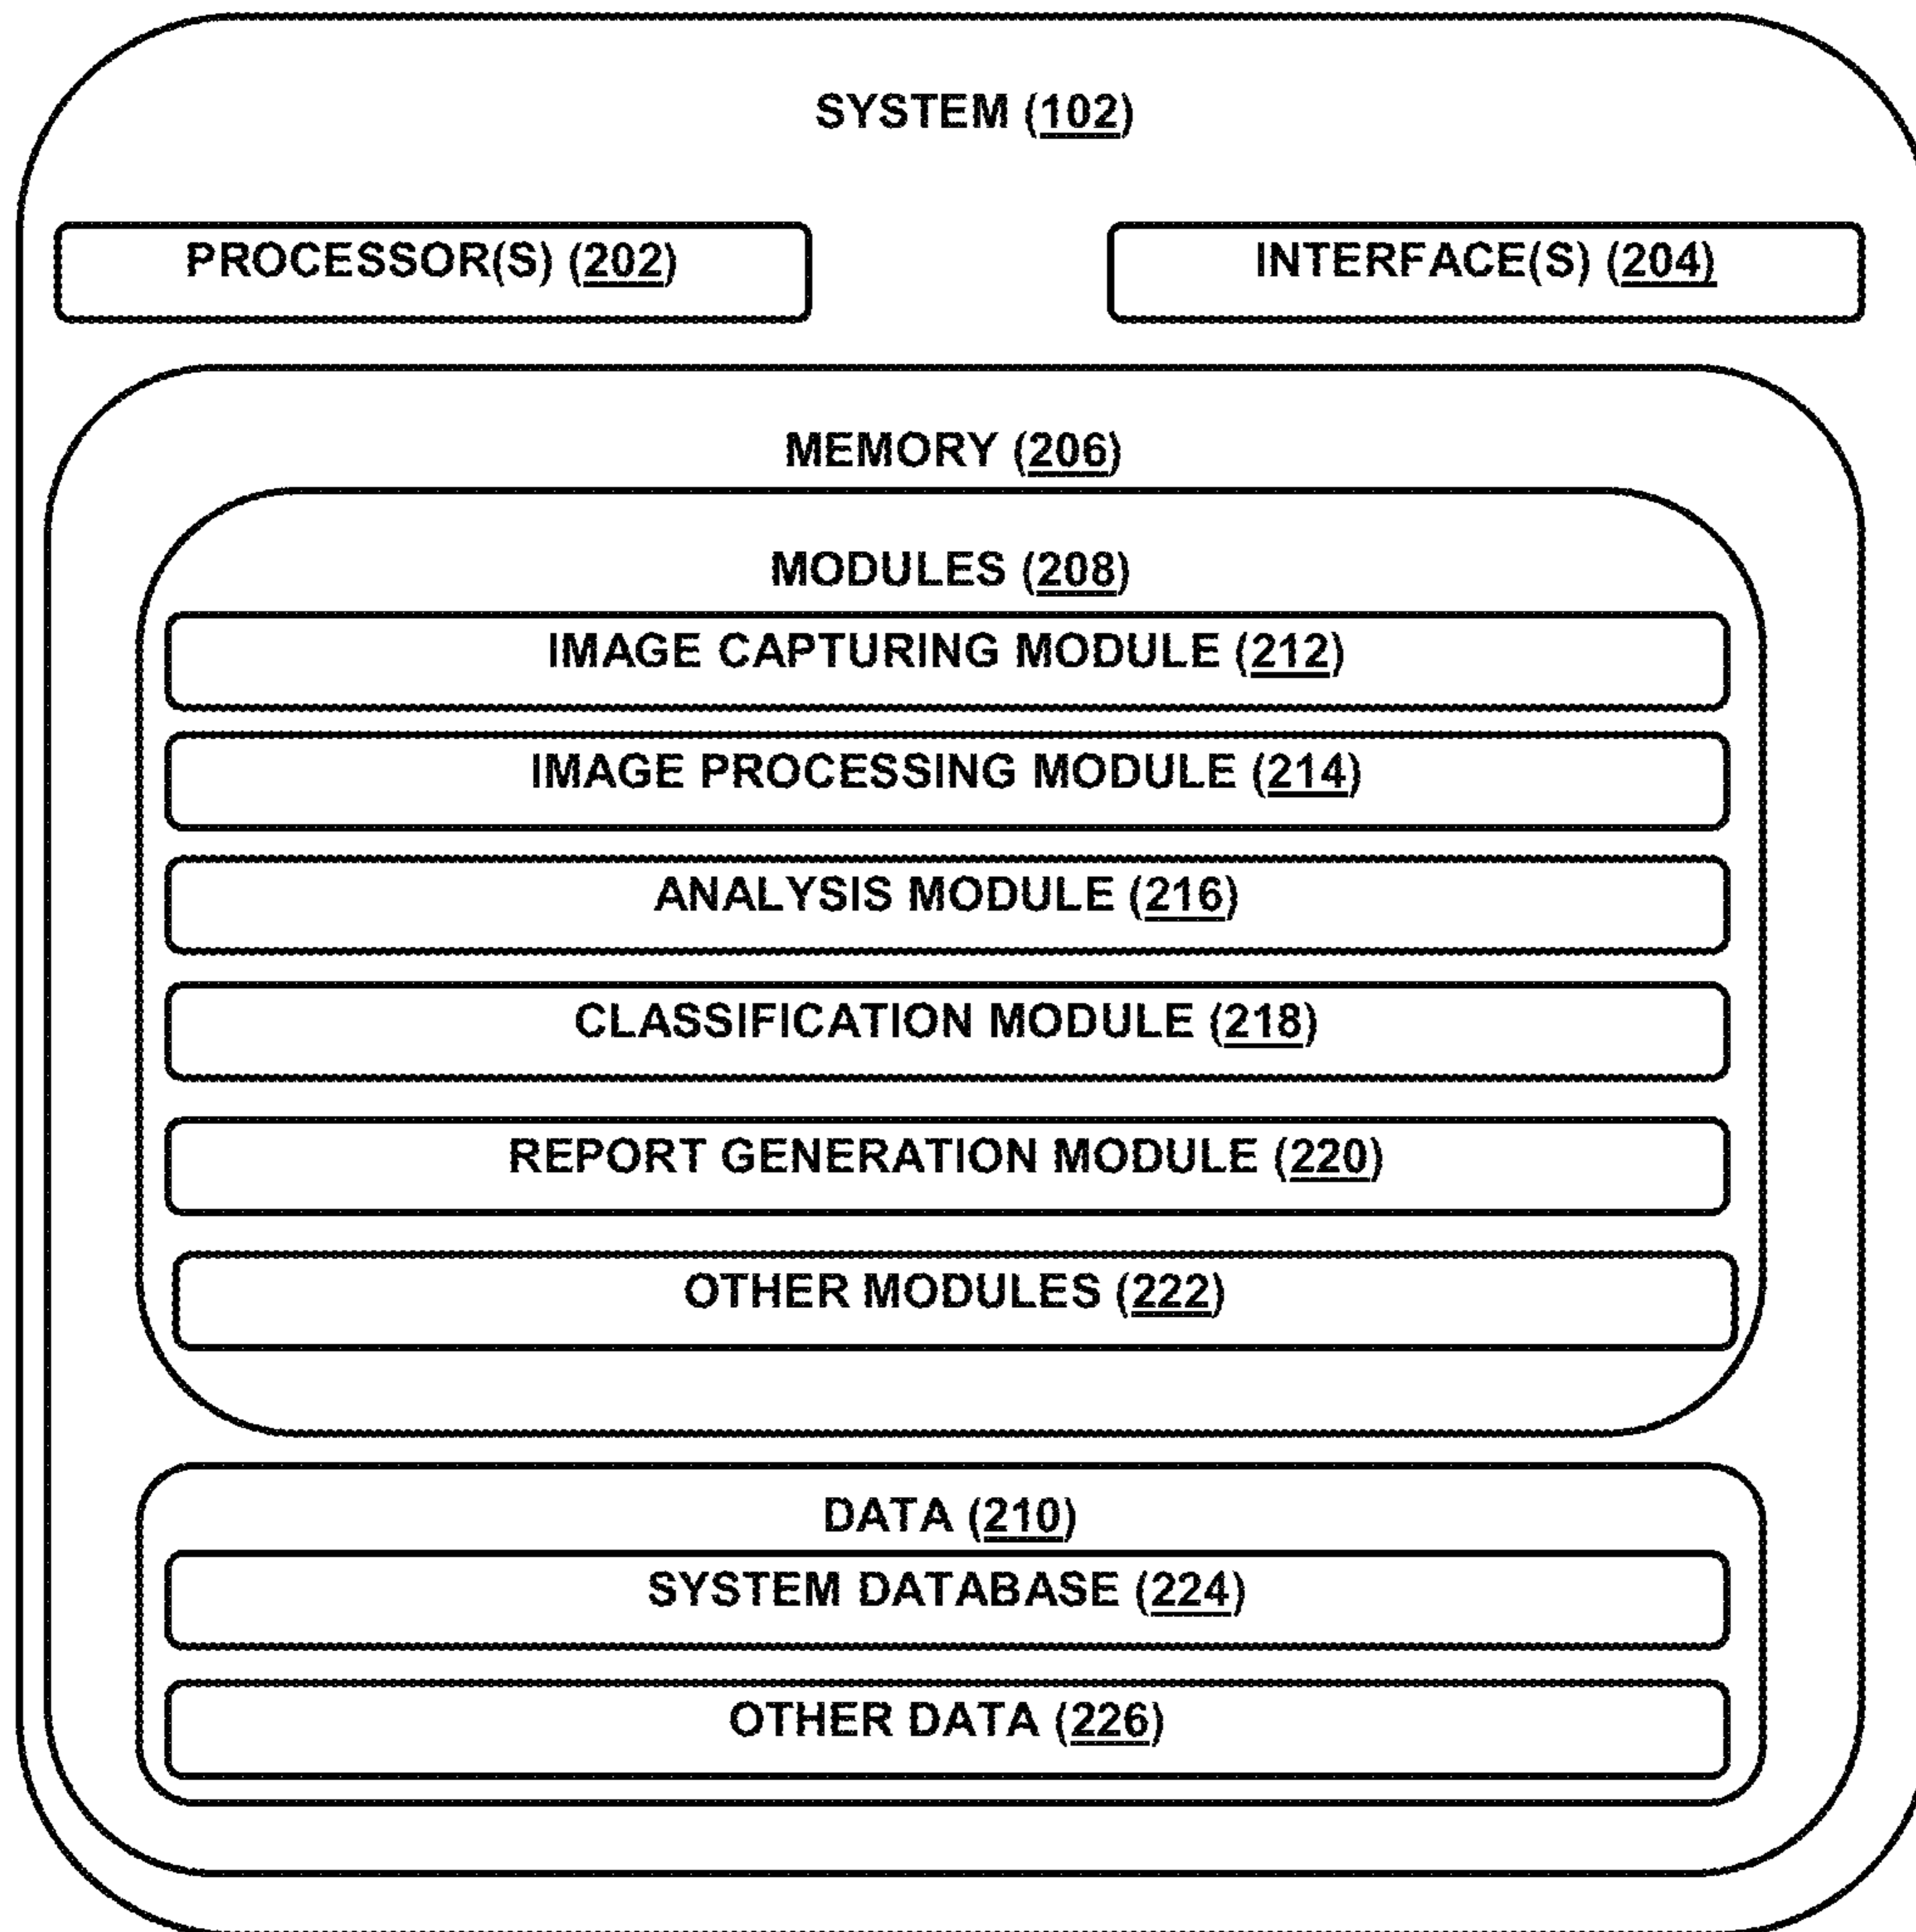 SYSTEM (102)
PROCESSOR(S) (202)
INTERFACE(S) (204)
MEMORY (206)
MODULES (208)
IMAGE CAPTURING MODULE (212)
IMAGE PROCESSING MODULE (214)
ANALYSIS MODULE (216)
CLASSIFICATION MODULE (218)
REPORT GENERATION MODULE (220)
OTHER MODULES (222)
DATA (210)
SYSTEM DATABASE (224)
OTHER DATA (226)